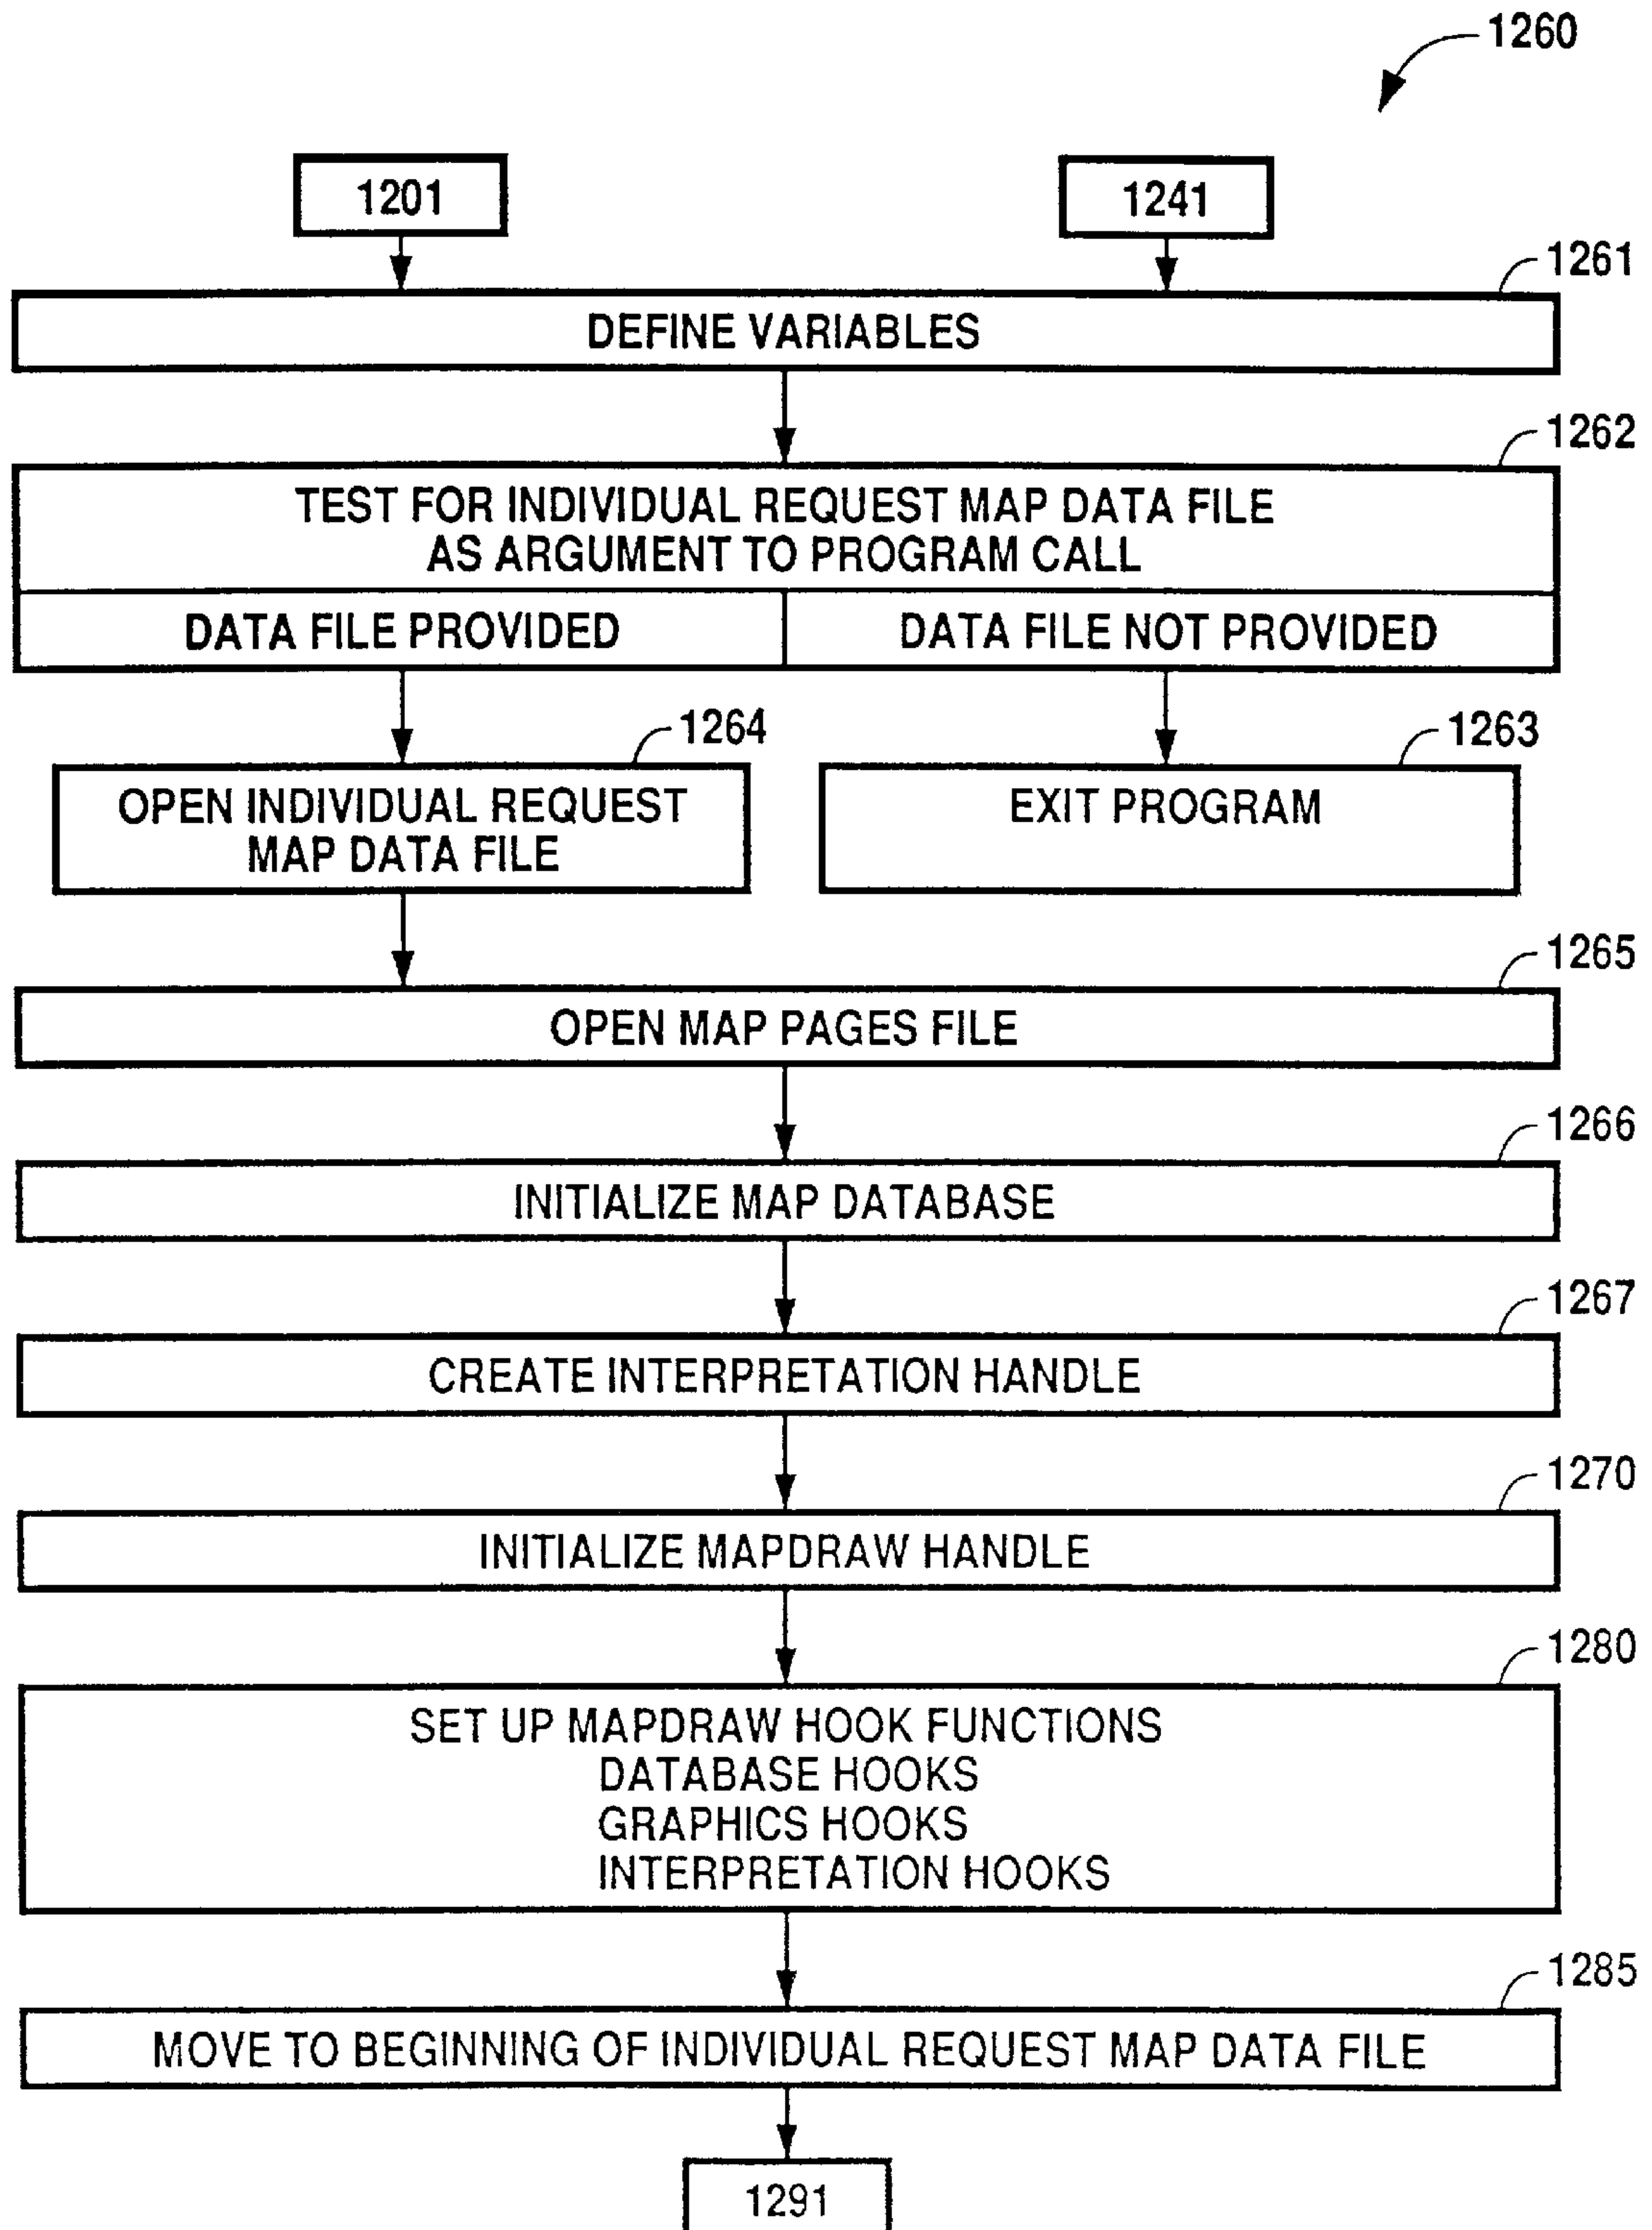 1260
1201
1241
1261
DEFINE VARIABLES
1262
TEST FOR INDIVIDUAL REQUEST MAP DATA FILE
AS ARGUMENT TO PROGRAM CALL
DATA FILE PROVIDED
DATA FILE NOT PROVIDED
1264
1263
OPEN INDIVIDUAL REQUEST
MAP DATA FILE
EXIT PROGRAM
1265
OPEN MAP PAGES FILE
1266
INITIALIZE MAP DATABASE
1267
CREATE INTERPRETATION HANDLE
1270
INITIALIZE MAPDRAW HANDLE
1280
SET UP MAPDRAW HOOK FUNCTIONS
DATABASE HOOKS
GRAPHICS HOOKS
INTERPRETATION HOOKS
1285
MOVE TO BEGINNING OF INDIVIDUAL REQUEST MAP DATA FILE
1291